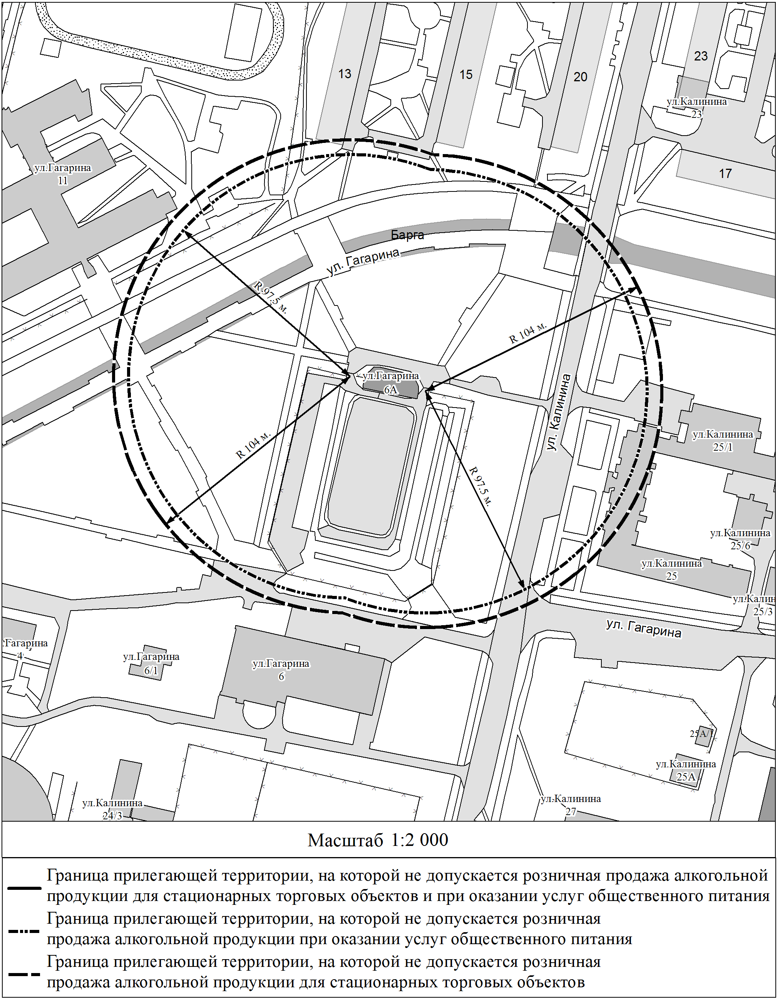 13
15
20
23
ул.Калинина
23
ул.Гагарина
11
17
Барга
ул. Гагарина
R 97.5 м.
R 104 м.
ул.Гагарина
6А
ул. Калинина
R 104 м.
ул.Калинина
25/1
R 97.5 м.
ул.Калинина
25/6
ул.Калинина
25
ул.Калин
25/3
ул. Гагарина
.Гагарина
4
ул.Гагарина
6/1
ул.Гагарина
6
25А/1
ул.Калинина
25А
ул.Калинина
24/3
ул.Калинина
27
Масштаб 1:2 000
Граница прилегающей территории, на которой не допускается розничная продажа алкогольной
продукции для стационарных торговых объектов и при оказании услуг общественного питания
Граница прилегающей территории, на которой не допускается розничная
продажа алкогольной продукции при оказании услуг общественного питания
Граница прилегающей территории, на которой не допускается розничная
продажа алкогольной продукции для стационарных торговых объектов